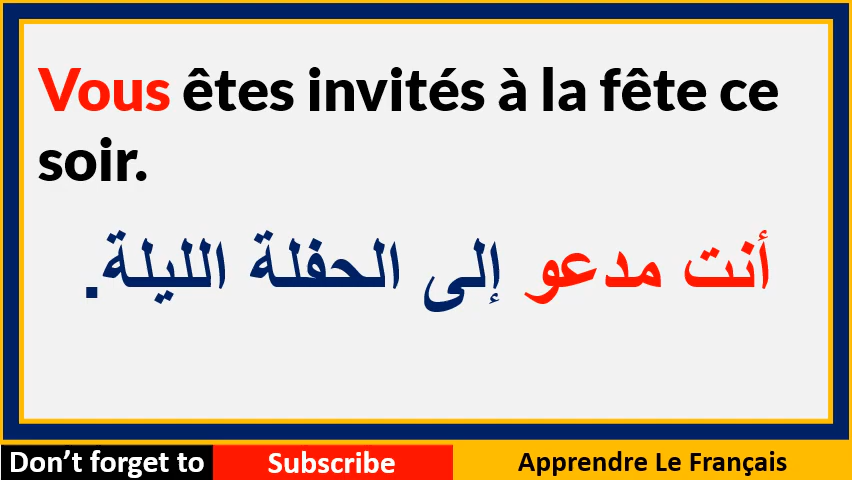 Vous êtes invités à la fête ce
soir.
أنت مدعو إلى الحفلة الليلة.
Don’t forget to Subscribe Apprendre Le Français